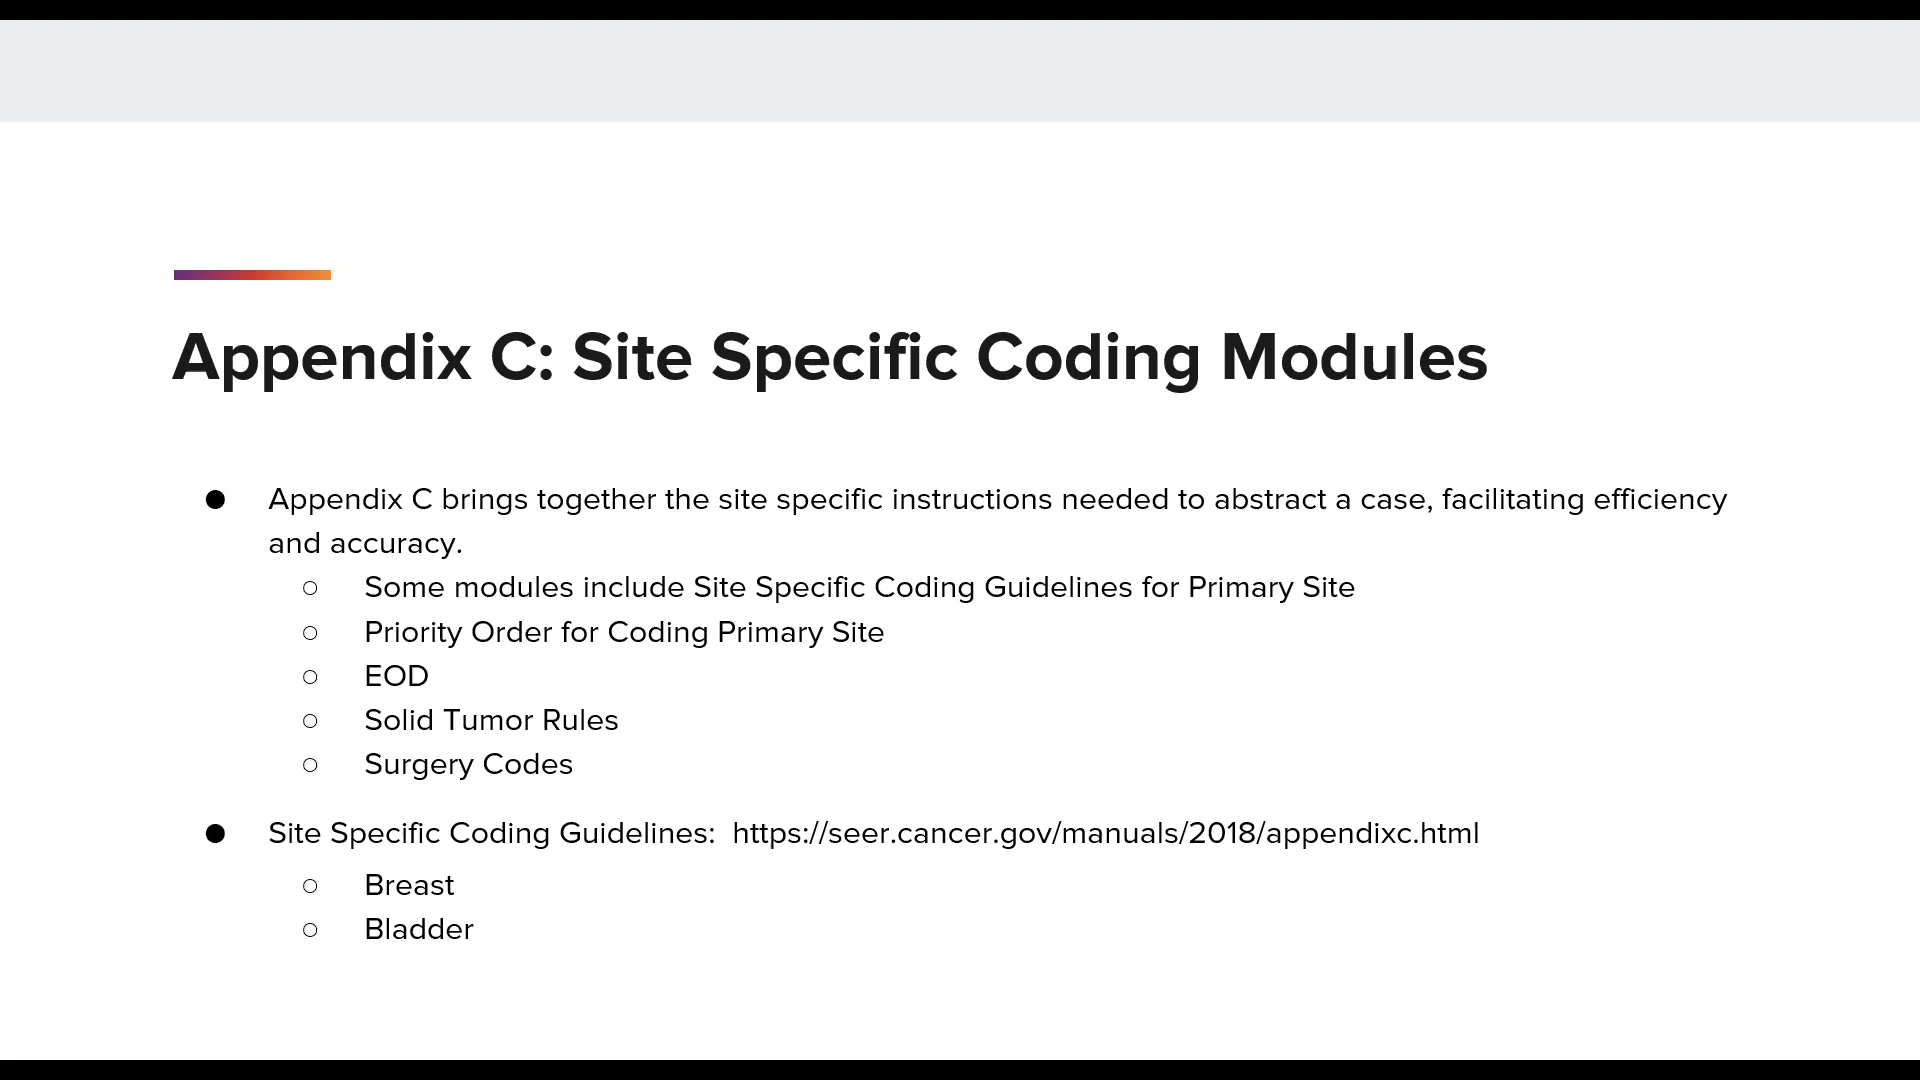 Appendix C: Site Specific Coding Modules
● Appendix C brings together the site specific instructions needed to abstract a case, facilitating efficiency
and accuracy.
○ Some modules include Site Specific Coding Guidelines for Primary Site
○ Priority Order for Coding Primary Site
○ EOD
○ Solid Tumor Rules
○ Surgery Codes
● Site Specific Coding Guidelines:  https://seer.cancer.gov/manuals/2018/appendixc.html
○ Breast
○ Bladder